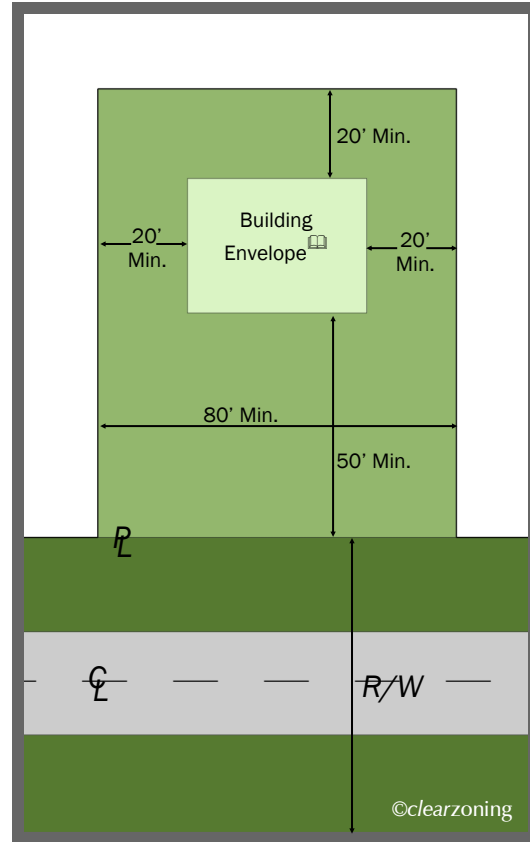 20' Min.
Building
Envelope
20'
Min.
20'
Min.
80' Min.
50' Min.
PL
CL
R/W
©clearzoning